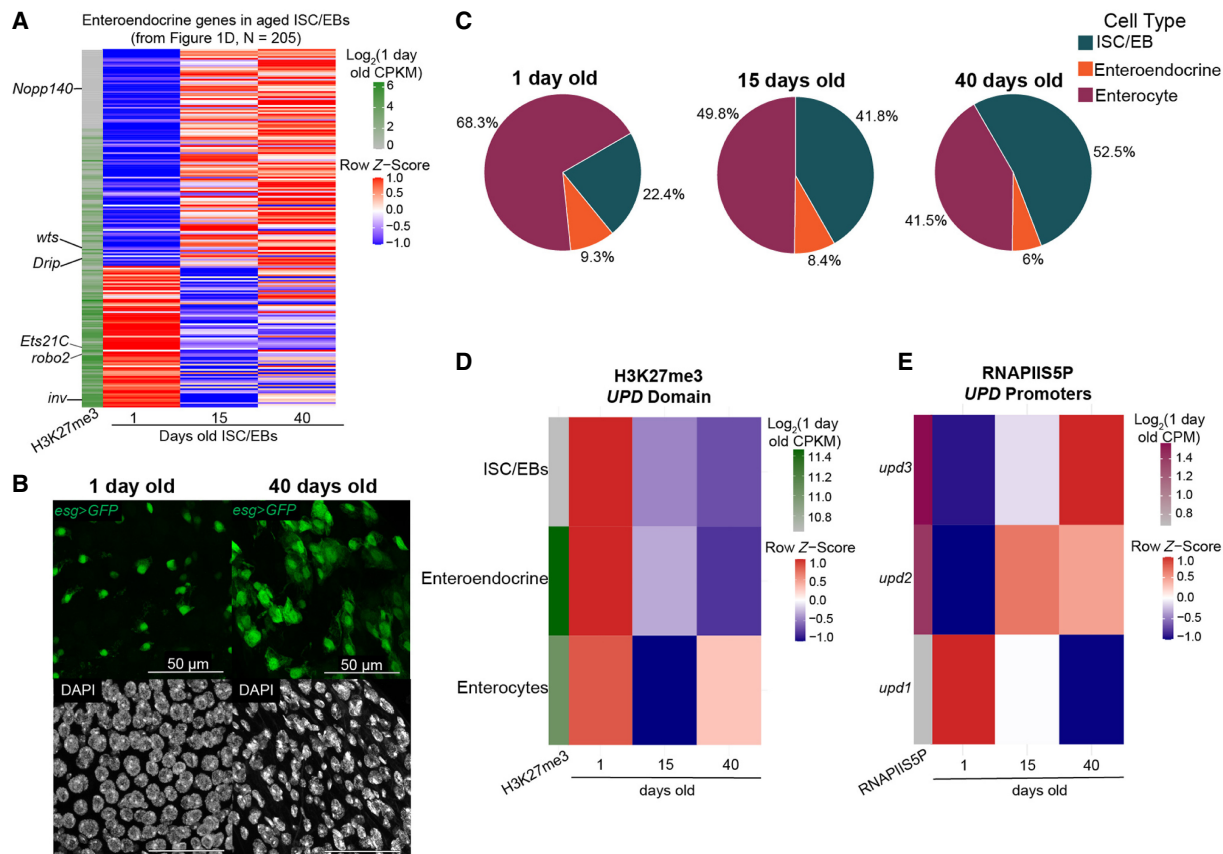 A
Enteroendocrine genes in aged ISC/EBs
(from Figure 1D, N = 205)
Nopp140
wts
Drip
Ets21C
robo2
inv
H3K27me3
1
15
40
Days old ISC/EBs
Log2(1 day
old CPKM)
6
4
2
0
Row Z−Score
1.0
0.5
0.0
−0.5
−1.0
B
1 day old
40 days old
esg>GFP
esg>GFP
50 µm
50 µm
DAPI
DAPI
C
Cell Type
ISC/EB
Enteroendocrine
Enterocyte
1 day old
68.3%
22.4%
9.3%
15 days old
49.8%
41.8%
8.4%
40 days old
52.5%
41.5%
6%
D
H3K27me3
UPD Domain
ISC/EBs
Enteroendocrine
Enterocytes
H3K27me3
1
15
40
days old
Log2(1 day
old CPKM)
11.4
11.2
11.0
10.8
Row Z−Score
1.0
0.5
0.0
−0.5
−1.0
E
RNAPIIS5P
UPD Promoters
upd3
upd2
upd1
RNAPIIS5P
1
15
40
days old
Log2(1 day
old CPM)
1.4
1.2
1.0
0.8
Row Z−Score
1.0
0.5
0.0
−0.5
−1.0